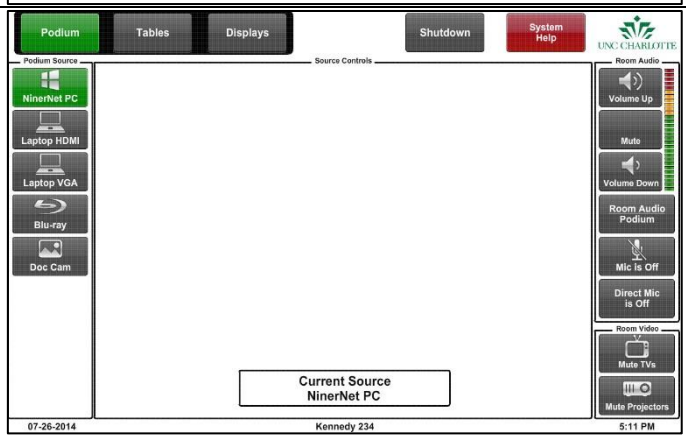 Podium
Tables
Displays
Shutdown
System
Help
UNC CHARLOTTE
Podium Source
Source Controls
Room Audio
NinerNet PC
Laptop HDMI
Laptop VGA
Blu-ray
Doc Cam
Volume Up
Mute
Volume Down
Room Audio
Podium
Mic is Off
Direct Mic
is Off
Room Video
Mute TVs
Mute Projectors
Current Source
NinerNet PC
07-26-2014
Kennedy 234
5:11 PM